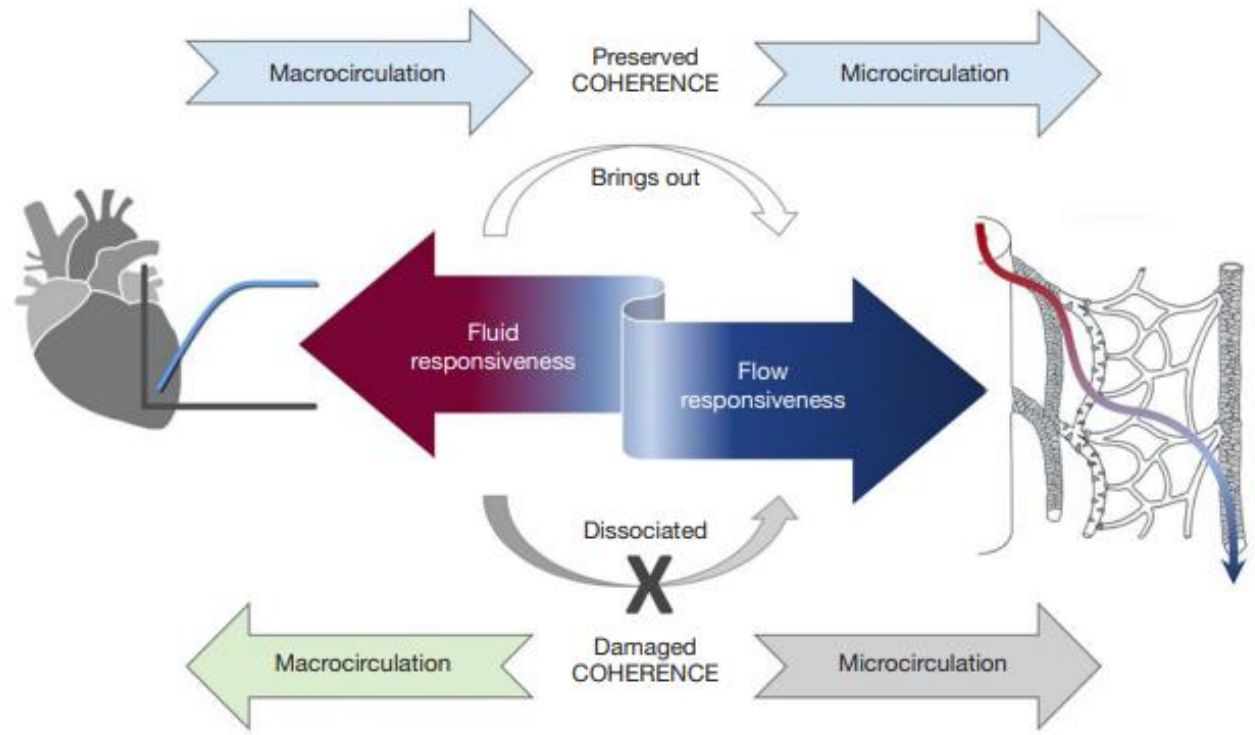 Macrocirculation
Preserved
COHERENCE
Microcirculation
Brings out
Fluid
responsiveness
Flow
responsiveness
Dissociated
X
Macrocirculation
Damaged
COHERENCE
Microcirculation